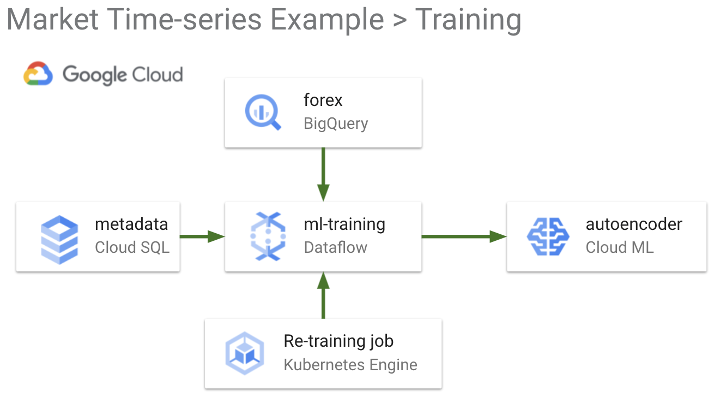 Market Time-series Example > Training
Google Cloud
forex
BigQuery
metadata
Cloud SQL
ml-training
Dataflow
autoencoder
Cloud ML
Re-training job
Kubernetes Engine